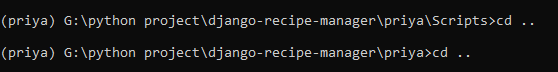 (priya) G:\python project\django-recipe-manager\priya\Scripts>cd ..
(priya) G:\python project\django-recipe-manager\priya>cd ..